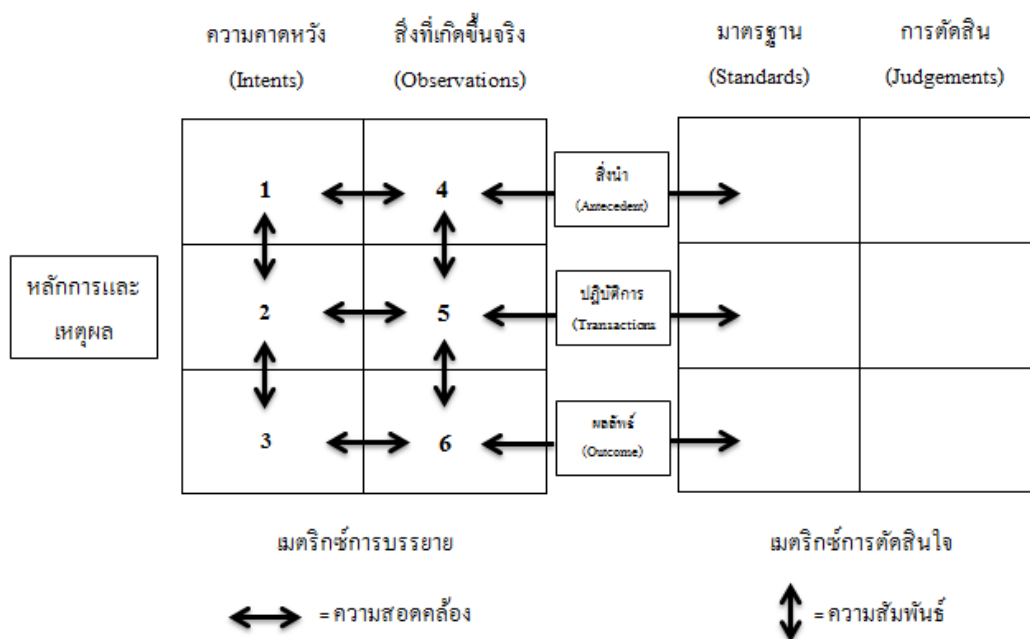 ความคาดหวัง
(Intents)
สิ่งที่เกิดขึ้นจริง
(Observations)
มาตรฐาน
(Standards)
การตัดสิน
(Judgements)
หลักการและ
เหตุผล
1
4
สิ่งนำ
(Antecedent)
2
5
ปฏิบัติการ
(Transactions
3
6
ผลลัพธ์
(Outcome)
เมตริกซ์การบรรยาย
เมตริกซ์การตัดสินใจ
= ความสอดคล้อง
= ความสัมพันธ์